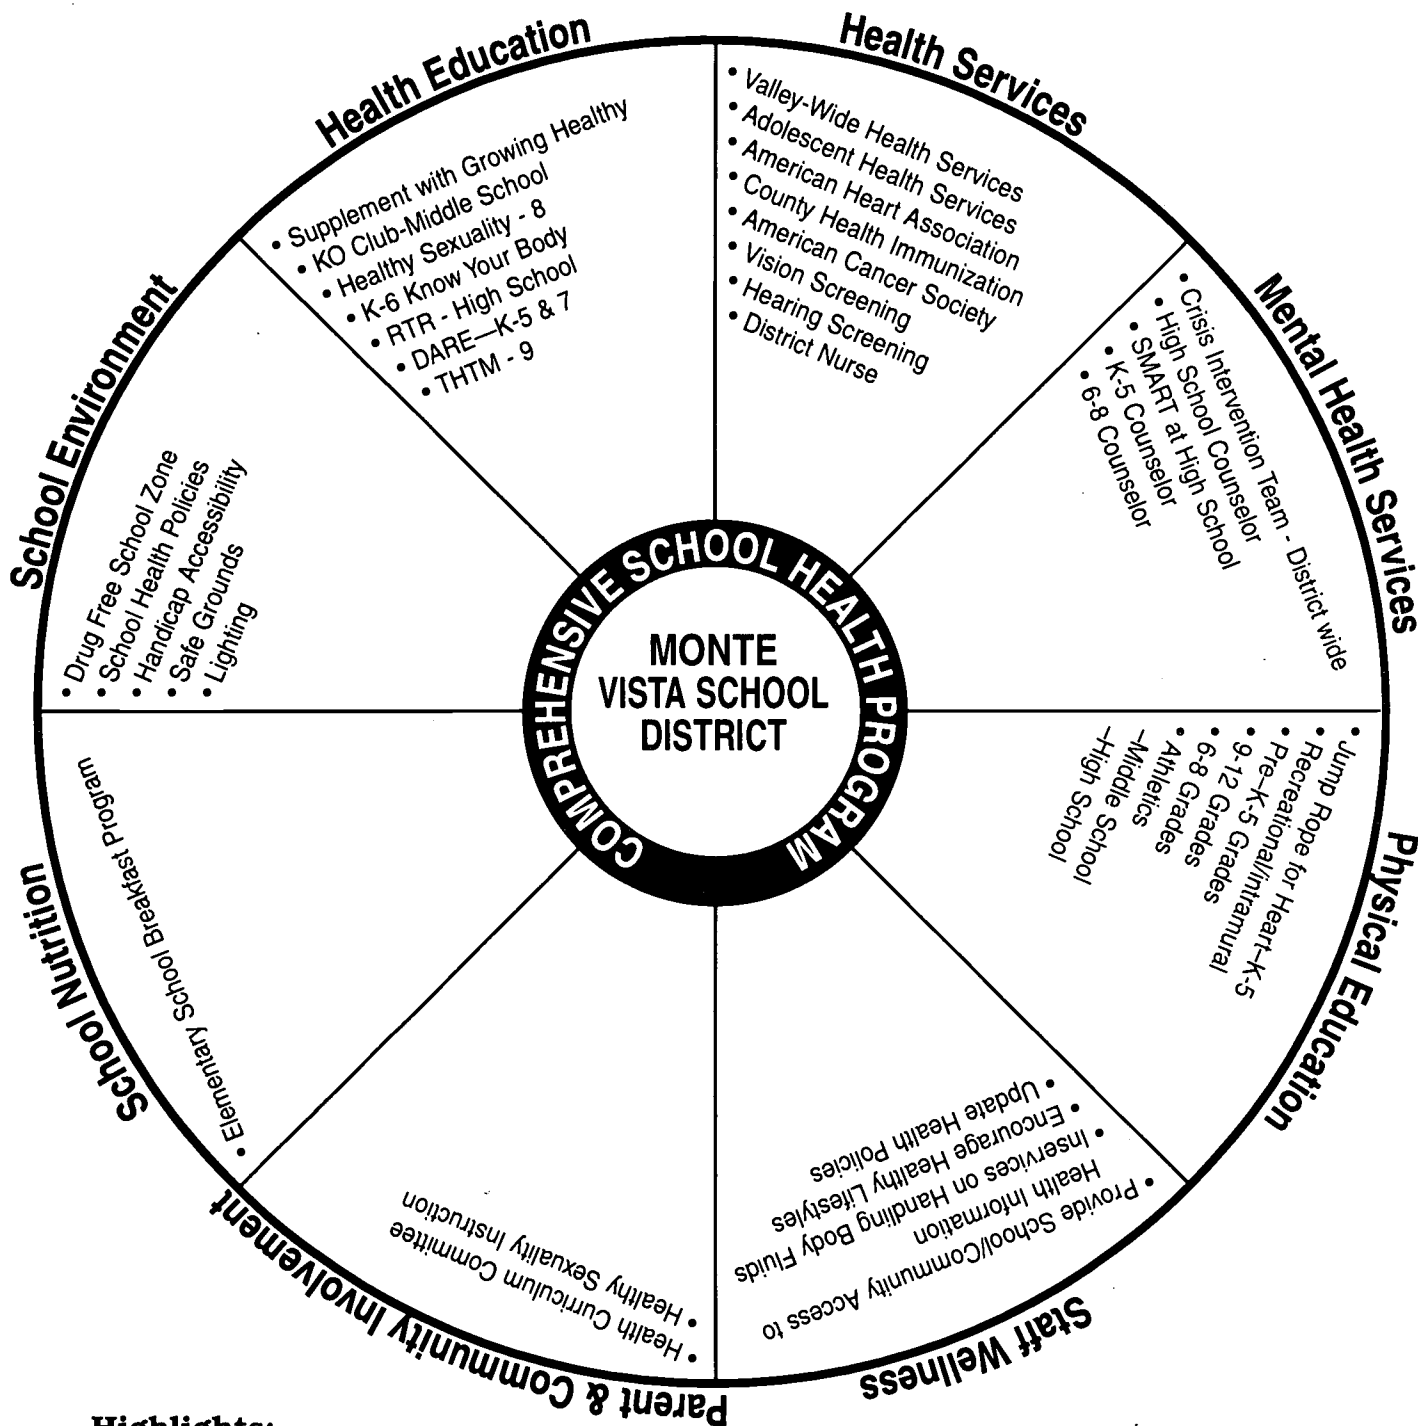 Health Education
• Supplement with Growing Healthy
• KO Club-Middle School
• Healthy Sexuality - 8
• K-6 Know Your Body
• RTR - High School
• DARE—K-5 & 7
• THTM - 9
Health Services
• Valley-Wide Health Services
• Adolescent Health Services
• American Heart Association
• County Health Immunization
• American Cancer Society
• Vision Screening
• Hearing Screening
• District Nurse
Mental Health Services
• Crisis Intervention Team - District wide
• High School Counselor
• SMART at High School
• K-5 Counselor
• 6-8 Counselor
Physical Education
• Jump Rope for Heart–K-5
• Recreational/Intramural
• Pre–K-5 Grades
• 9-12 Grades
• 6-8 Grades
• Athletics
–Middle School
–High School
Staff Wellness
• Provide School/Community Access to
Health Information
• Inservices on Handing Body Fluids
• Encourage Healthy Lifestyles
• Update Health Policies
Parent & Community Involvement
• Health Curriculum Committee
• Healthy Sexuality Instruction
School Nutrition
• Elementary School Breakfast Program
School Environment
• Drug Free School Zone
• School Health Policies
• Handicap Accessibility
• Safe Grounds
• Lighting
COMPREHENSIVE SCHOOL HEALTH PROGRAM
MONTE
VISTA SCHOOL
DISTRICT
Highlights: